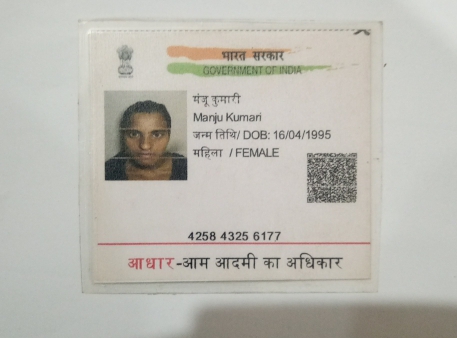 भारत सरकार
GOVERNMENT OF INDIA
मंजू कुमारी
Manju Kumari
जन्म तिथि/ DOB: 16/04/1995
महिला / FEMALE
4258 4325 6177
आधार-आम आदमी का अधिकार